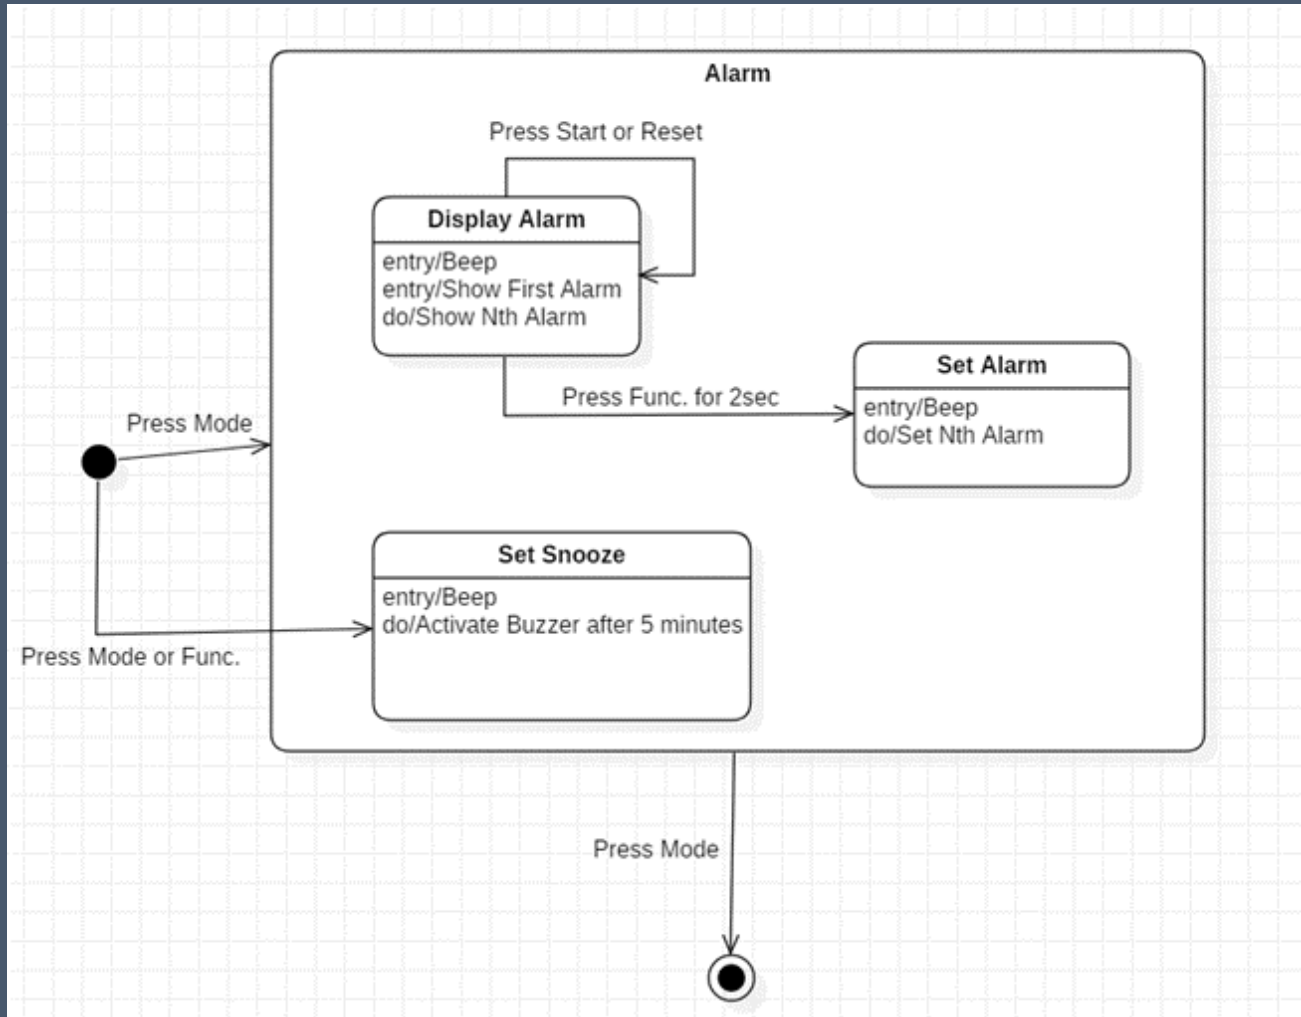 Alarm
Press Start or Reset
Display Alarm
entry/Beep
entry/Show First Alarm
do/Show Nth Alarm
Set Alarm
entry/Beep
do/Set Nth Alarm
Press Func. for 2sec
Press Mode
Set Snooze
entry/Beep
do/Activate Buzzer after 5 minutes
Press Mode or Func.
Press Mode